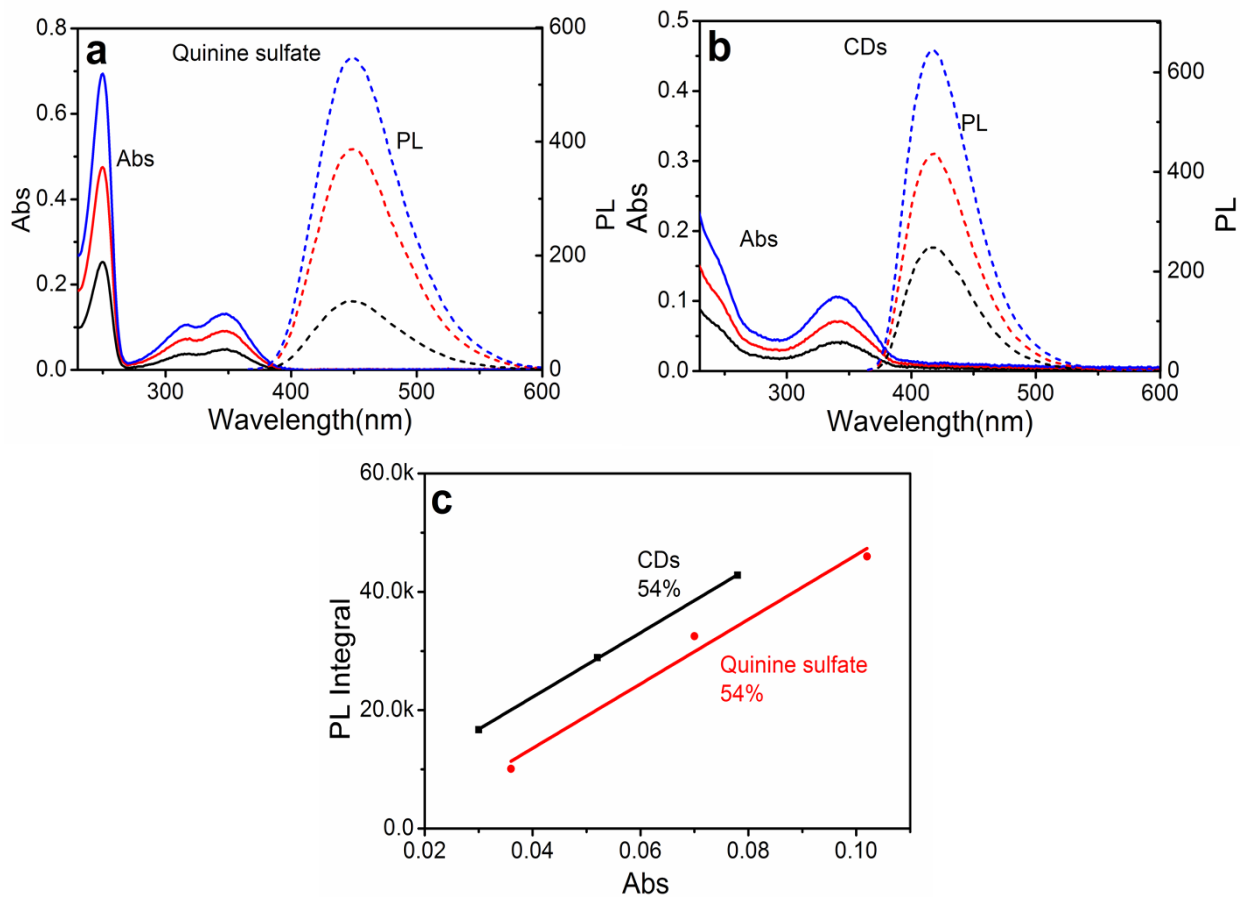 a
Quinine sulfate
Abs
PL
0.8
0.6
0.4
0.2
0.0
Abs
600
400
200
0
PL
300
400
500
600
Wavelength(nm)
b
CDs
PL
Abs
0.5
0.4
0.3
0.2
0.1
0.0
Abs
600
400
200
0
PL
300
400
500
600
Wavelength(nm)
c
60.0k
40.0k
20.0k
0.0
PL Integral
CDs
54%
Quinine sulfate
54%
0.02
0.04
0.06
0.08
0.10
Abs